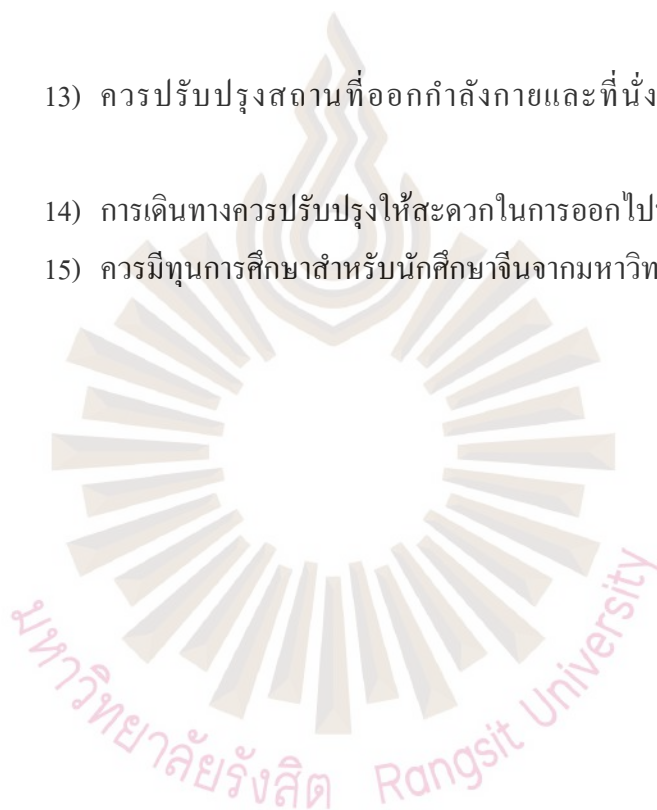 13) ควรปรับปรุงสถานที่ออกกำลังกายและที่นั่ง
14) การเดินทางควรปรับปรุงให้สะดวกในการออกไป
15) ควรมีทุนการศึกษาสำหรับนักศึกษาจีนจากมหาวิท
มหาวิทยาลัยรังสิต Rangsit University